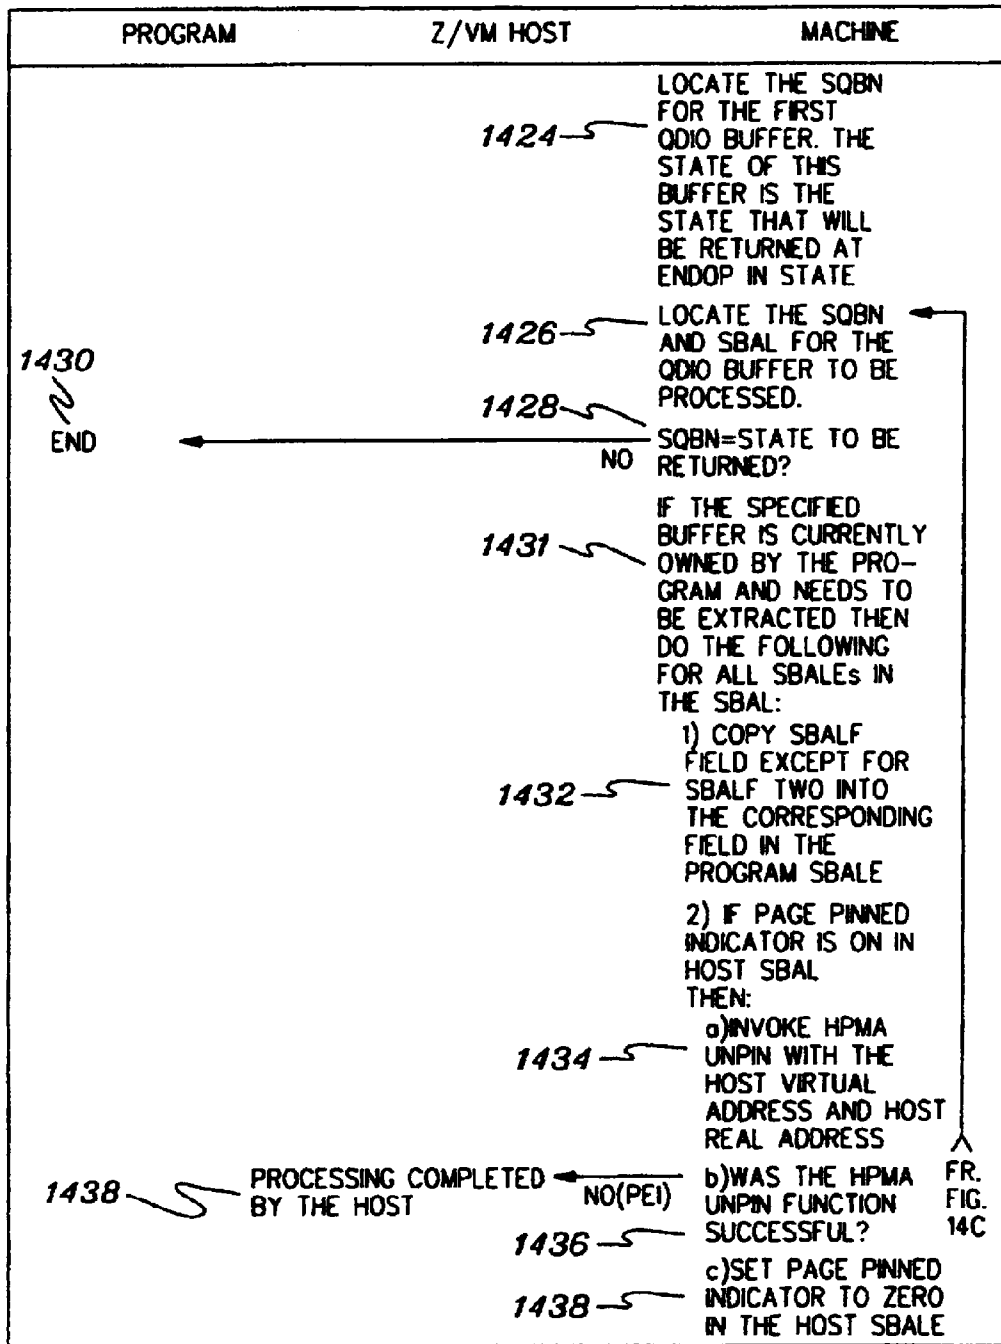 PROGRAM Z/VM HOST MACHINE
LOCATE THE SQBN
FOR THE FIRST
1424 QDIO BUFFER. THE
STATE OF THIS
BUFFER IS THE
STATE THAT WILL
BE RETURNED AT
ENDOP IN STATE
LOCATE THE SQBN
1426 AND SBAL FOR THE
QDIO BUFFER TO BE
PROCESSED.
1430
1428
END
NO
SQBN=STATE TO BE
RETURNED?
IF THE SPECIFIED
BUFFER IS CURRENTLY
1431 OWNED BY THE PRO-
GRAM AND NEEDS TO
BE EXTRACTED THEN
DO THE FOLLOWING
FOR ALL SBALEs IN
THE SBAL:
1) COPY SBALF
FIELD EXCEPT FOR
1432 SBALF TWO INTO
THE CORRESPONDING
FIELD IN THE
PROGRAM SBALE
2) IF PAGE PINNED
INDICATOR IS ON IN
HOST SBAL
THEN:
a)INVOKE HPMA
1434 UNPIN WITH THE
HOST VIRTUAL
ADDRESS AND HOST
REAL ADDRESS
1438 PROCESSING COMPLETED
BY THE HOST
NO(PEI)
b)WAS THE HPMA
UNPIN FUNCTION
1436 SUCCESSFUL?
FR.
FIG.
14C
c)SET PAGE PINNED
1438 INDICATOR TO ZERO
IN THE HOST SBALE